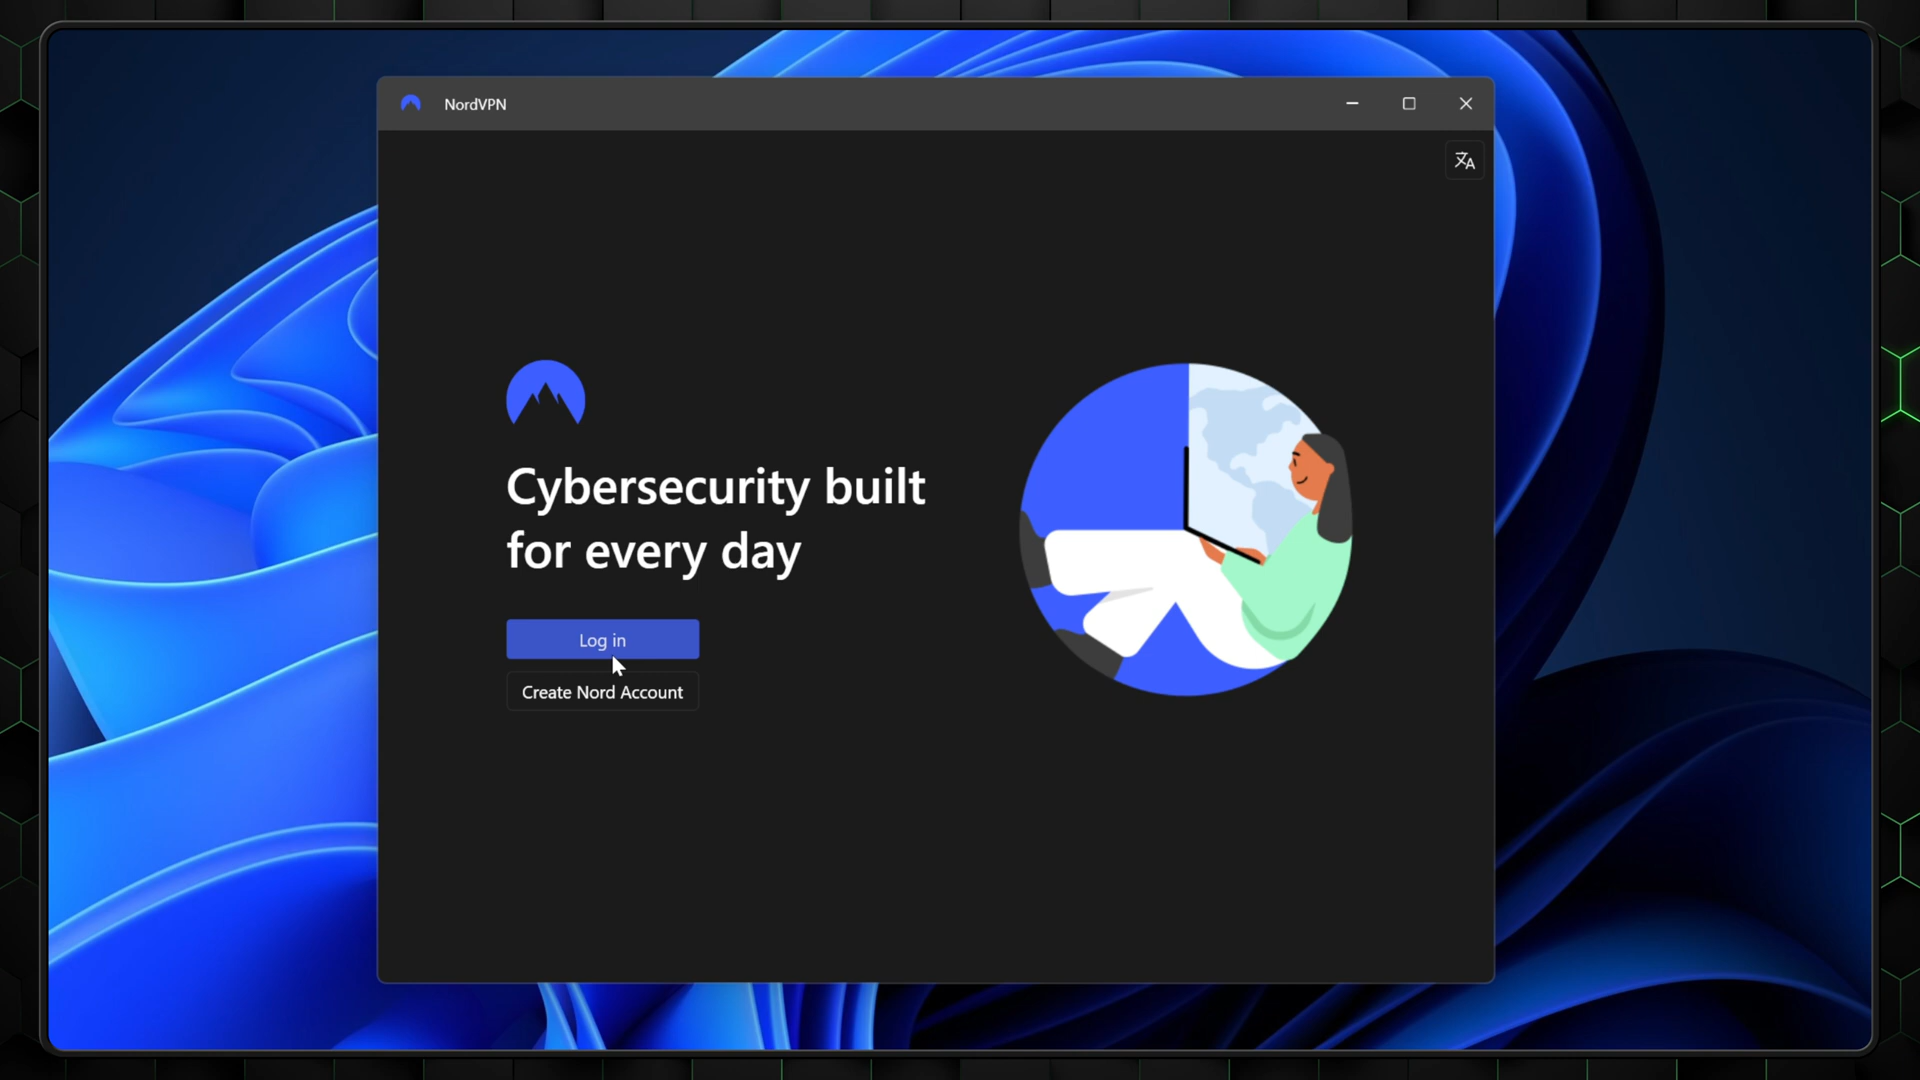 NordVPN
Cybersecurity built
for every day
Log in
Create Nord Account